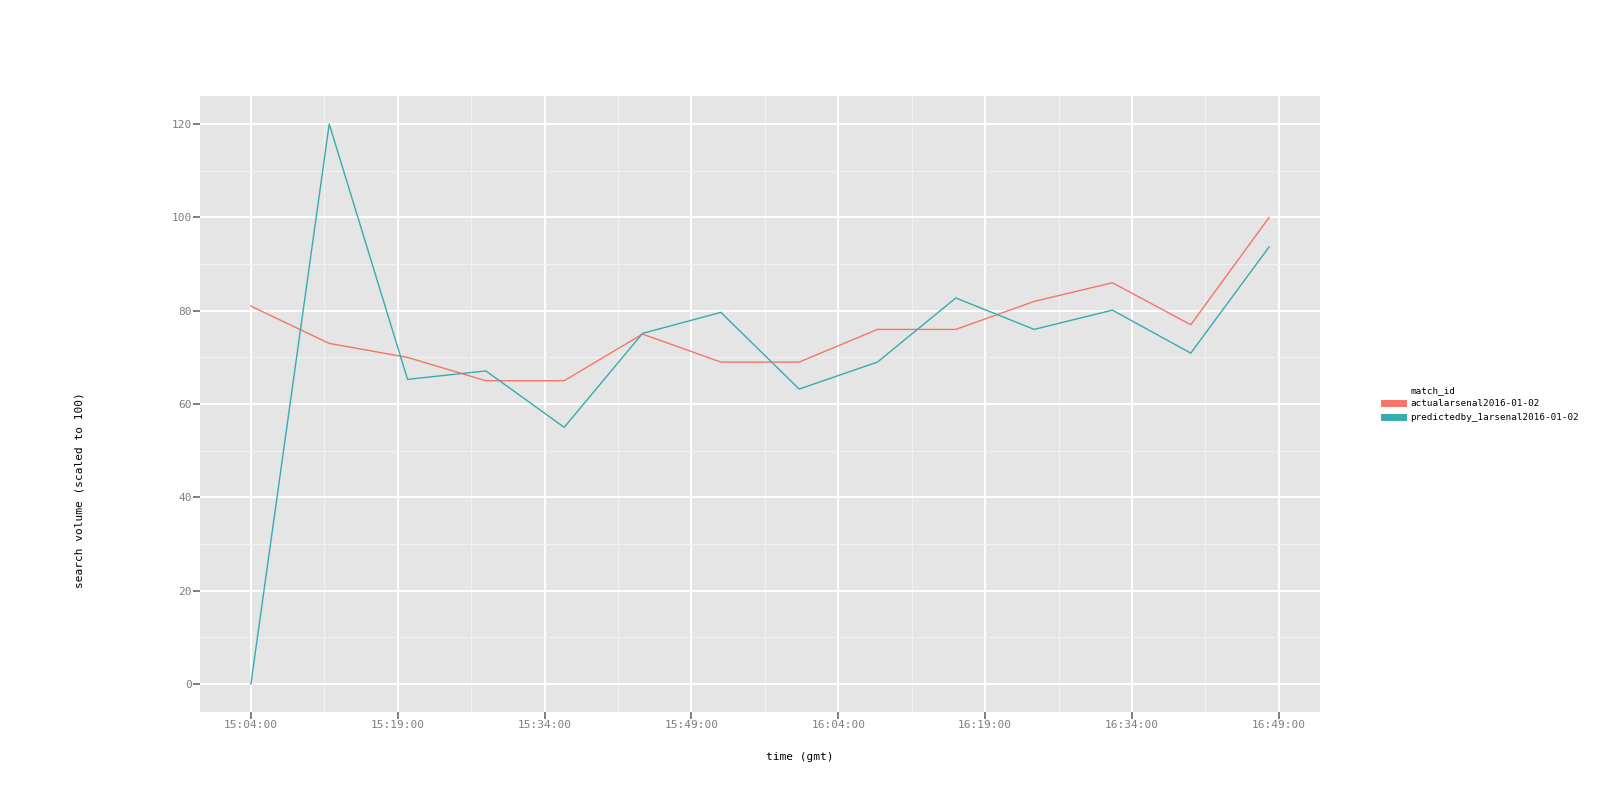 120
100
80
60
40
20
0
search volume (scaled to 100)
15:04:00 15:19:00 15:34:00 15:49:00 16:04:00 16:19:00 16:34:00 16:49:00
time (gmt)
match_id
actualarsenal2016-01-02
predictedby_1arsenal2016-01-02